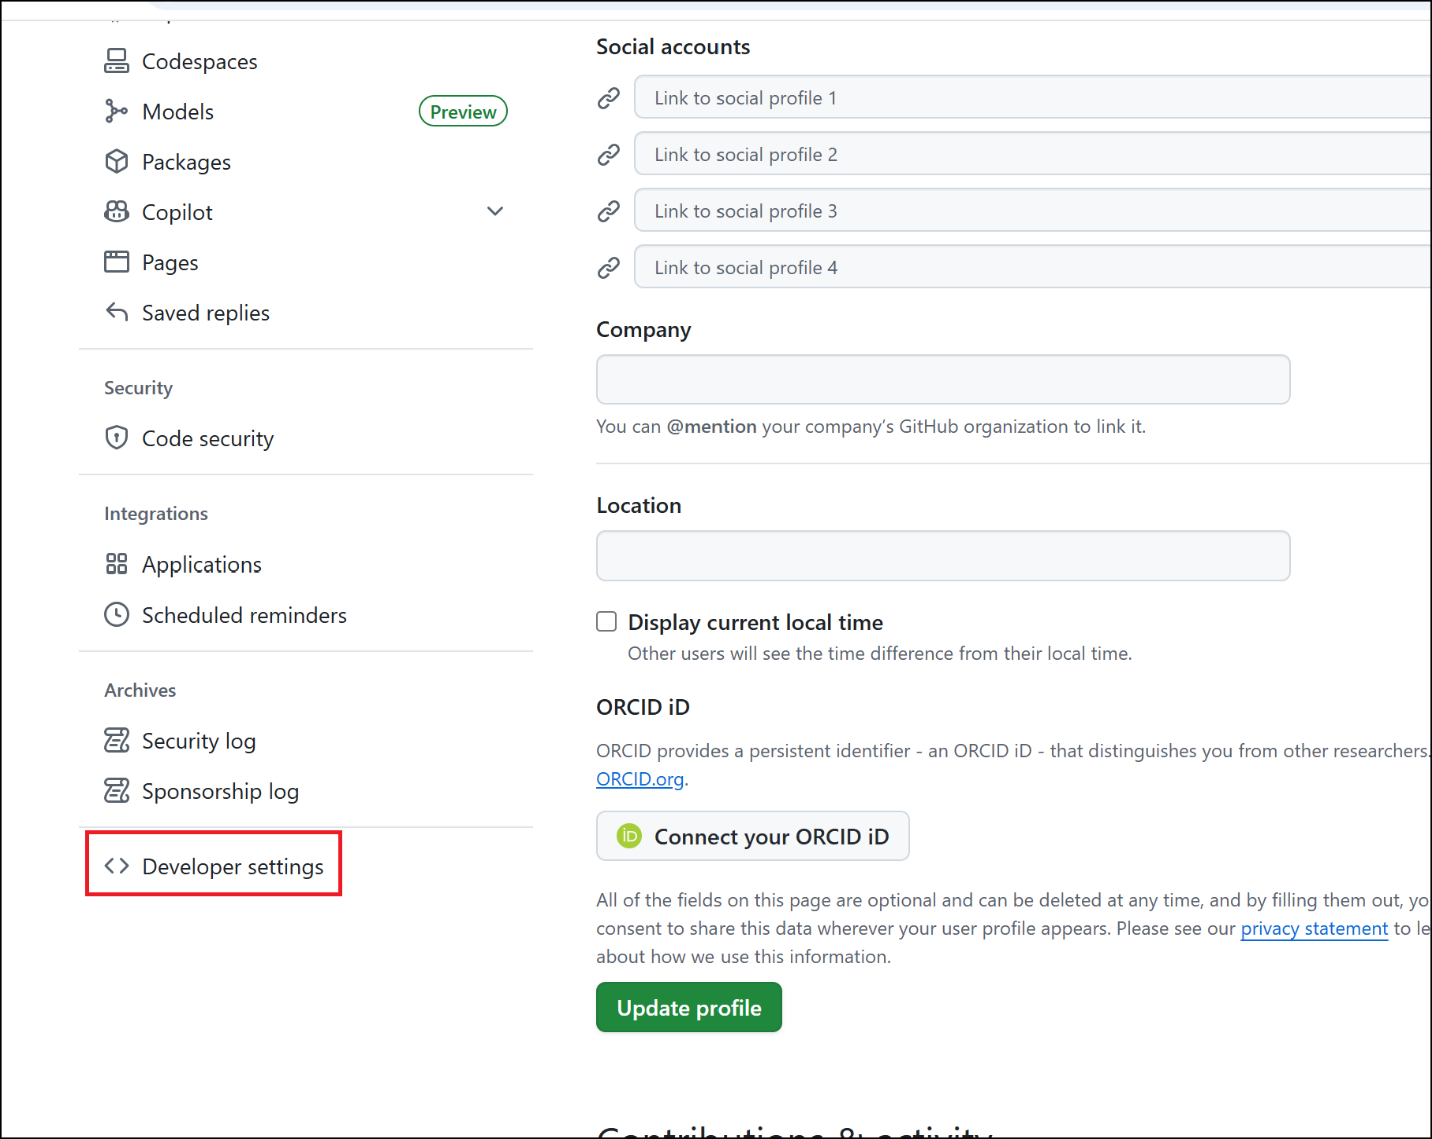 Codespaces
Models
Preview
Packages
Copilot
Pages
Saved replies
Security
Code security
Integrations
Applications
Scheduled reminders
Archives
Security log
Sponsorship log
Developer settings
Social accounts
Link to social profile 1
Link to social profile 2
Link to social profile 3
Link to social profile 4
Company
You can @mention your company’s GitHub organization to link it.
Location
Display current local time
Other users will see the time difference from their local time.
ORCID iD
ORCID provides a persistent identifier - an ORCID iD - that distinguishes you from other researchers.
ORCID.org.
iD Connect your ORCID iD
All of the fields on this page are optional and can be deleted at any time, and by filling them out, yo
consent to share this data wherever your user profile appears. Please see our privacy statement to le
about how we use this information.
Update profile
Contributions & activity